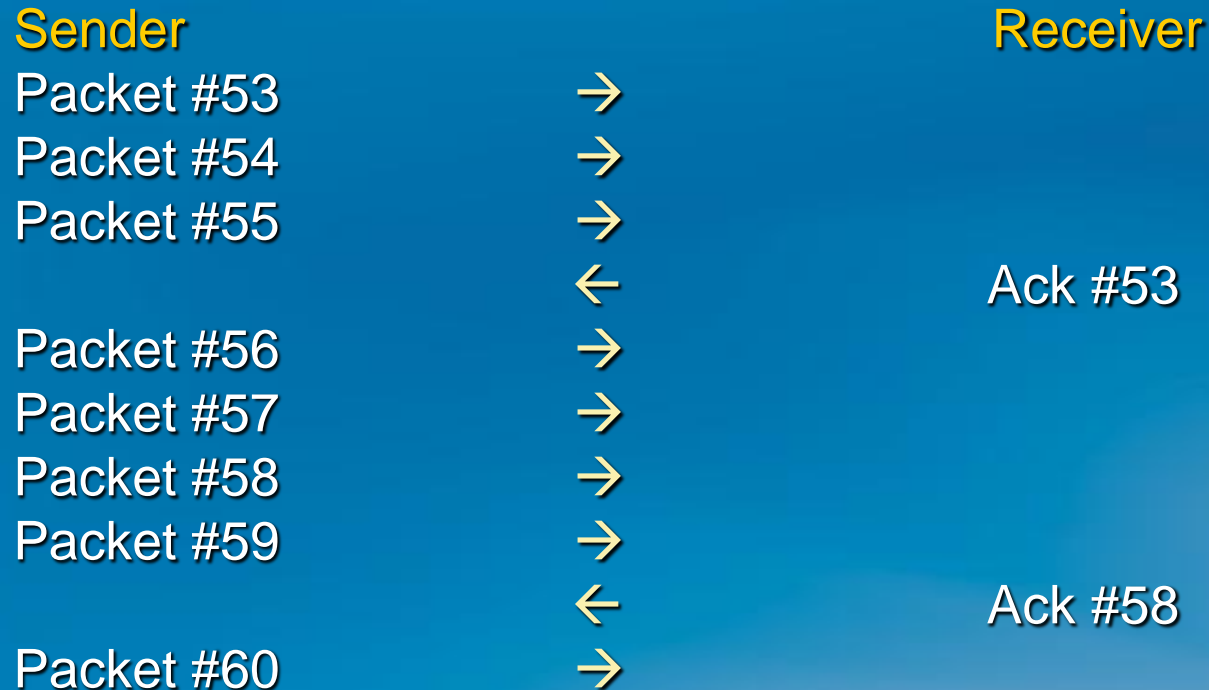 Sender Receiver
Packet #53 →
Packet #54 →
Packet #55 →
← Ack #53
Packet #56 →
Packet #57 →
Packet #58 →
Packet #59 →
← Ack #58
Packet #60 →